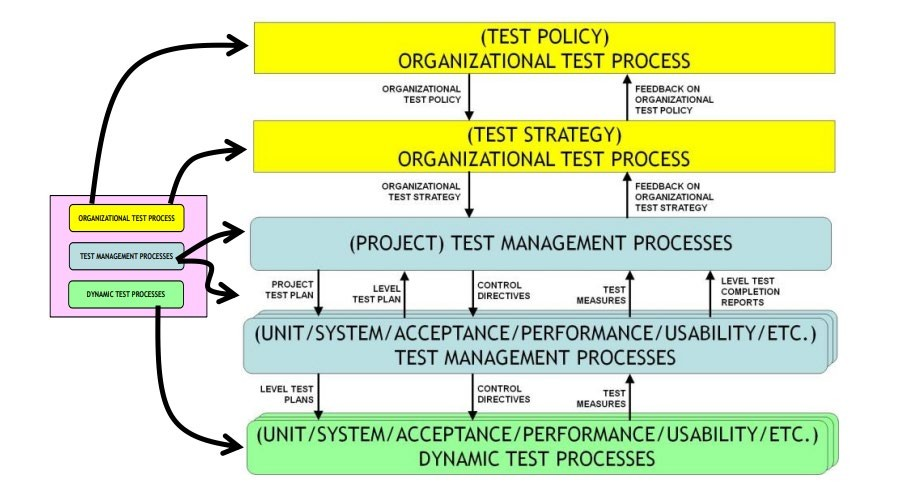 (TEST POLICY)
ORGANIZATIONAL TEST PROCESS
ORGANIZATIONAL
TEST POLICY
FEEDBACK ON
ORGANIZATIONAL
TEST POLICY
(TEST STRATEGY)
ORGANIZATIONAL TEST PROCESS
ORGANIZATIONAL
TEST STRATEGY
FEEDBACK ON
ORGANIZATIONAL
TEST STRATEGY
ORGANIZATIONAL TEST PROCESS
TEST MANAGEMENT PROCESSES
DYNAMIC TEST PROCESSES
(PROJECT) TEST MANAGEMENT PROCESSES
PROJECT
TEST PLAN
LEVEL
TEST PLAN
CONTROL
DIRECTIVES
TEST
MEASURES
LEVEL TEST
COMPLETION
REPORTS
(UNIT/SYSTEM/ACCEPTANCE/PERFORMANCE/USABILITY/ETC.)
TEST MANAGEMENT PROCESSES
LEVEL TEST
PLANS
CONTROL
DIRECTIVES
TEST
MEASURES
(UNIT/SYSTEM/ACCEPTANCE/PERFORMANCE/USABILITY/ETC.)
DYNAMIC TEST PROCESSES